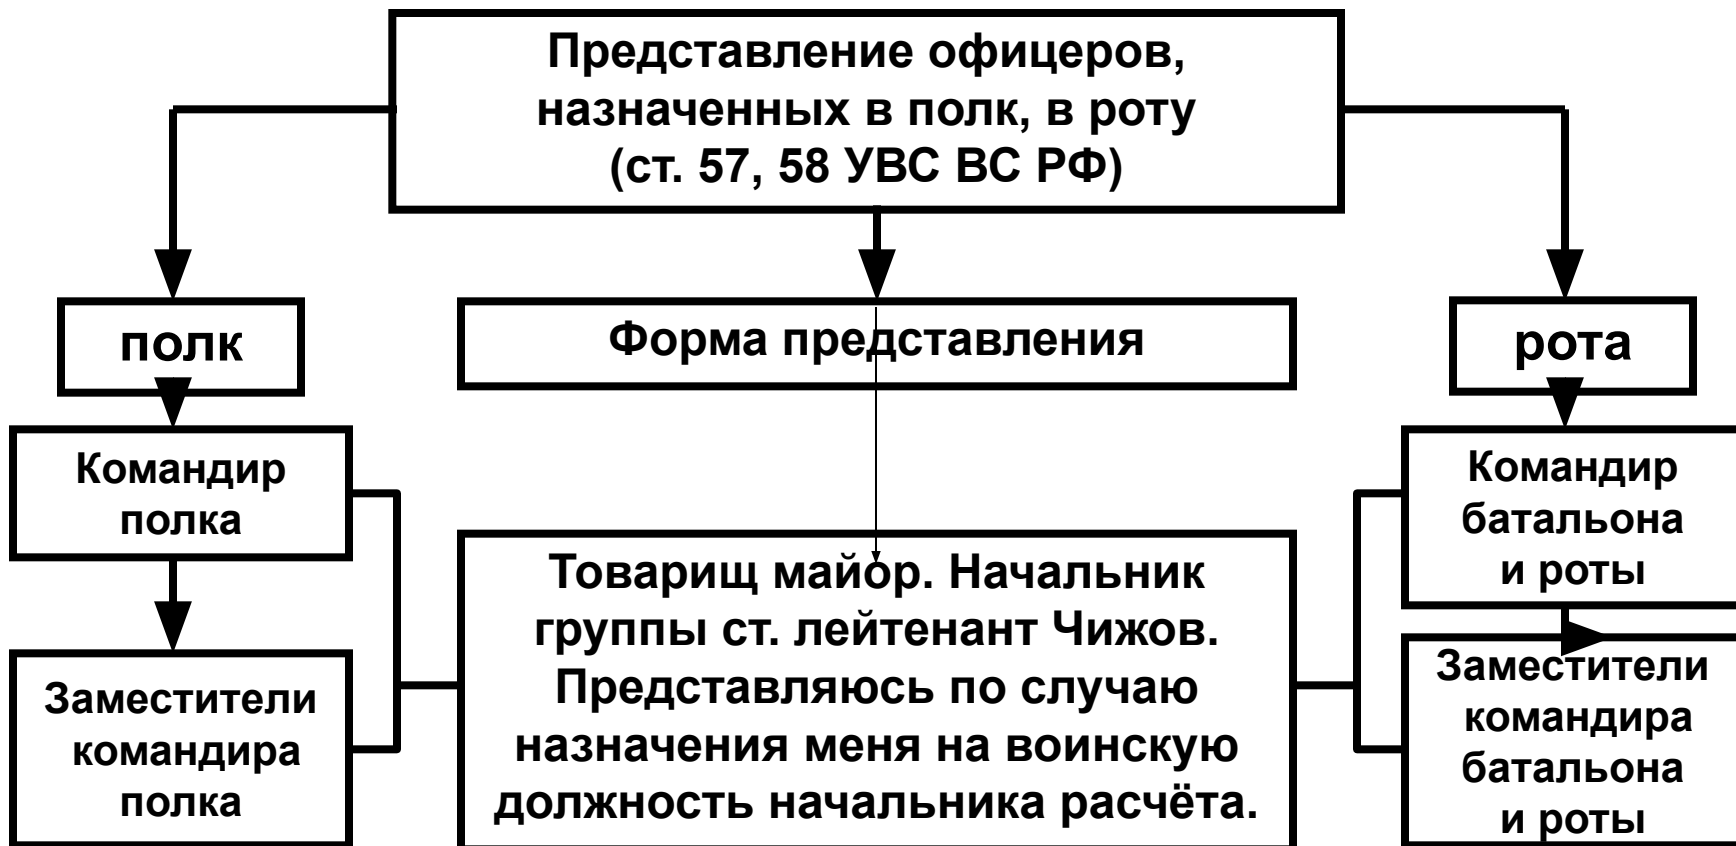 Представление офицеров,
назначенных в полк, в роту
(ст. 57, 58 УВС ВС РФ)
полк
Форма представления
рота
Командир
полка
Заместители
командира
полка
Товарищ майор. Начальник
группы ст. лейтенант Чижов.
Представляюсь по случаю
назначения меня на воинскую
должность начальника расчёта.
Командир
батальона
и роты
Заместители
командира
батальона
и роты